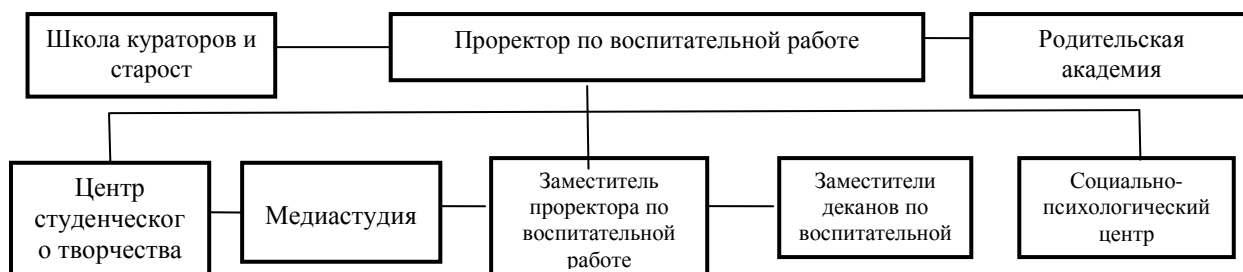 Школа кураторов и
старост
Проректор по воспитательной работе
Родительская
академия
Центр
студенческог
о творчества
Медиастудия
Заместитель
проректора по
воспитательной
работе
Заместители
деканов по
воспитательной
Социально-
психологический
центр